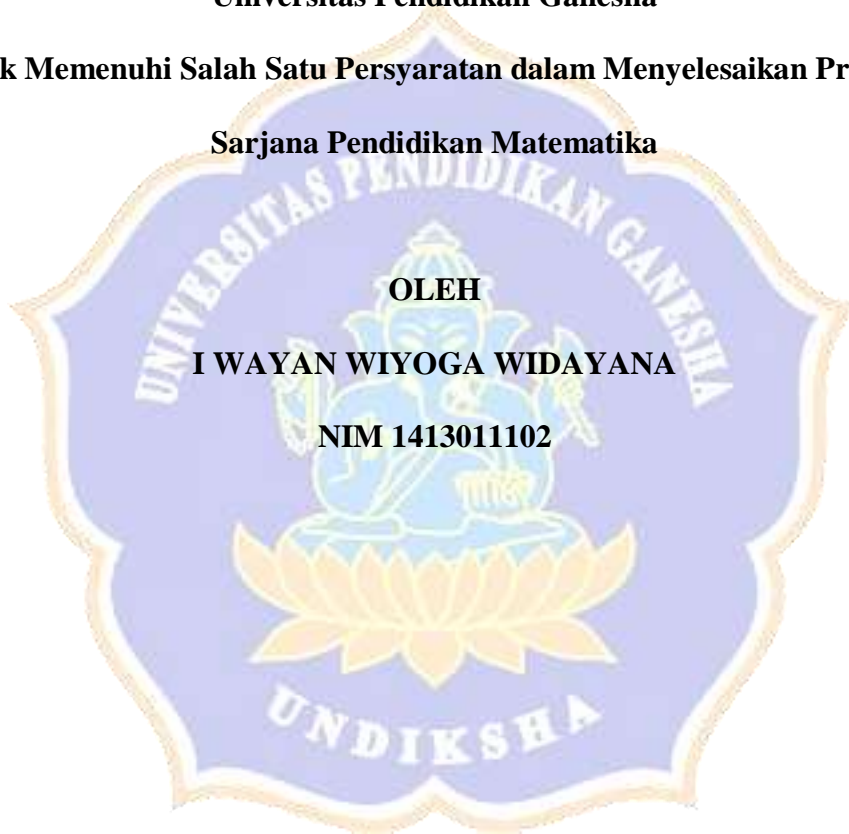 Universitas Pendidikan Ganesha
k Memenuhi Salah Satu Persyaratan dalam Menyelesaikan Pr
Sarjana Pendidikan Matematika
UNIVERSITAS PENDIDIKAN GANESHA
OLEH
I WAYAN WIYOGA WIDAYANA
NIM 1413011102
UNDIKSHA